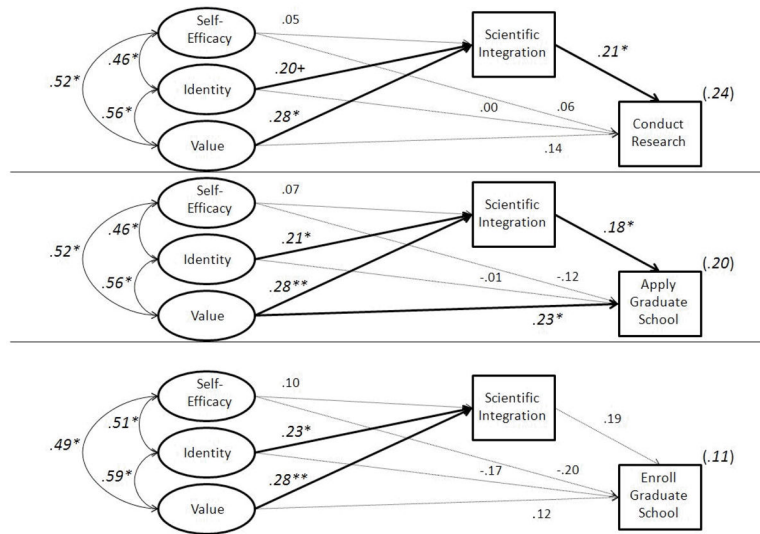 Self-
Efficacy
.05
Scientific
Integration
.46*
.20+
.21*
.52*
Identity
(.24)
.56*
.28*
.00
.06
Conduct
Research
Value
.14
Self-
Efficacy
.07
Scientific
Integration
.46*
.21*
.18*
.52*
Identity
(.20)
.56*
.28**
-.01
-.12
Apply
Graduate
School
Value
.23*
Self-
Efficacy
.10
Scientific
Integration
.51*
.23*
.19
.49*
Identity
(.11)
.59*
.28**
-.17
-.20
Enroll
Graduate
School
Value
.12